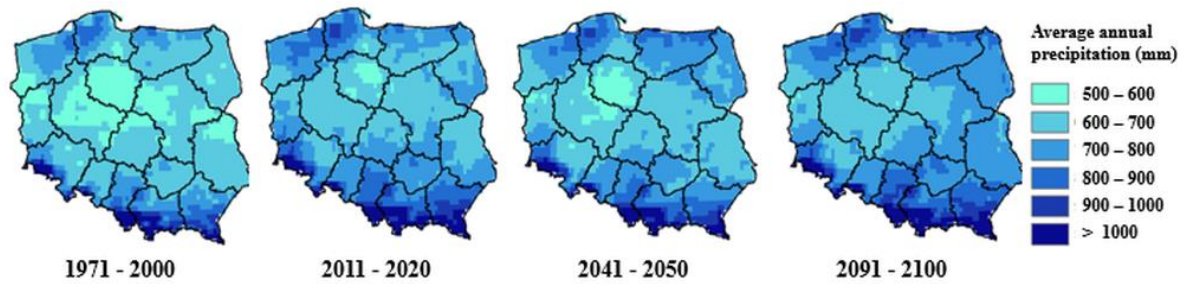 Average annual
precipitation (mm)
500 – 600
600 – 700
700 – 800
800 – 900
900 – 1000
> 1000
1971 - 2000
2011 - 2020
2041 - 2050
2091 - 2100